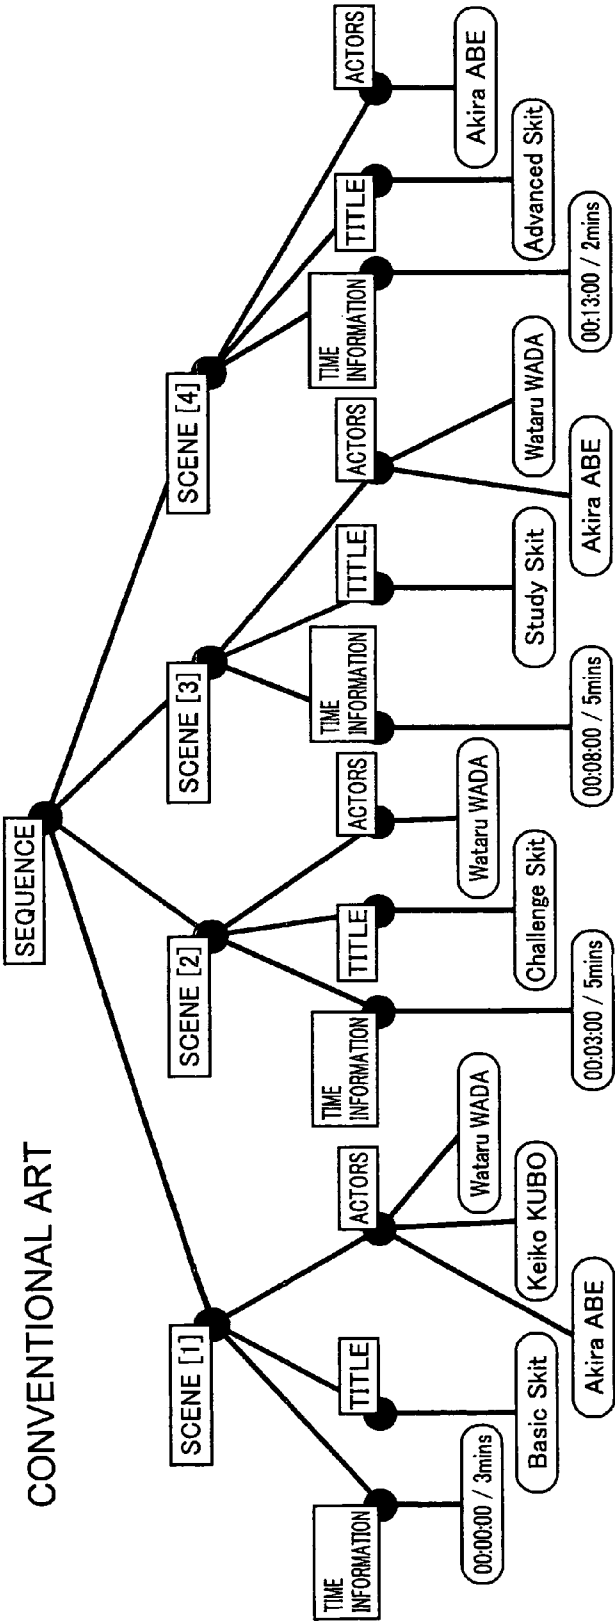 CONVENTIONAL ART
SEQUENCE
SCENE [1]
SCENE [2]
SCENE [3]
SCENE [4]
TIME
INFORMATION
TITLE
ACTORS
TIME
INFORMATION
TITLE
ACTORS
TIME
INFORMATION
TITLE
ACTORS
TIME
INFORMATION
TITLE
ACTORS
00:00:00 / 3mins
Basic Skit
Akira ABE
Keiko KUBO
Wataru WADA
00:03:00 / 5mins
Challenge Skit
Wataru WADA
00:08:00 / 5mins
Study Skit
Akira ABE
Wataru WADA
00:13:00 / 2mins
Advanced Skit
Akira ABE